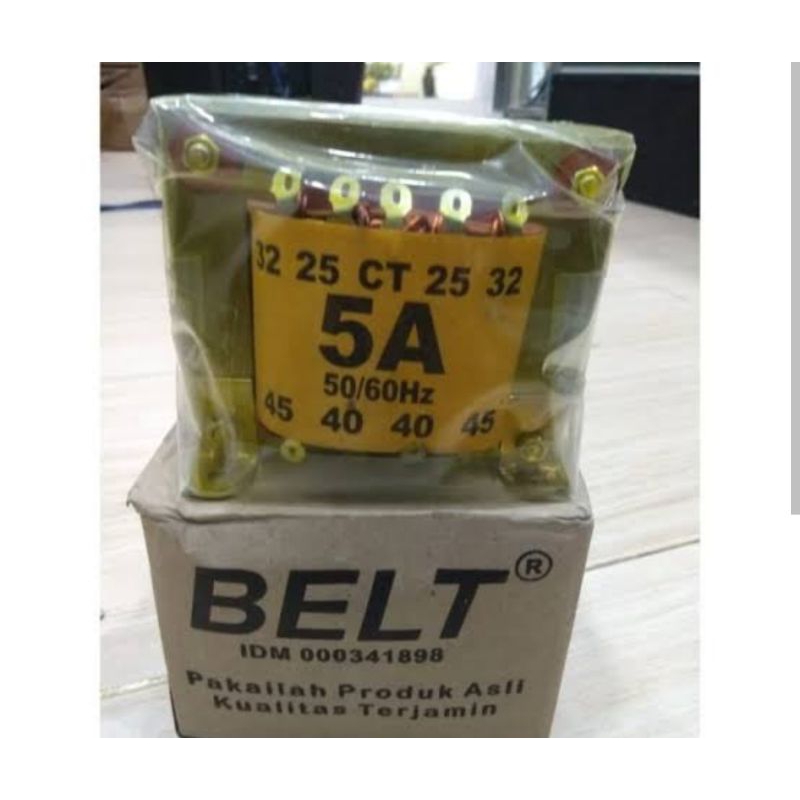 32 25 CT 25 32
5A
50/60Hz
45 40 40 45
BELT®
IDM 000341898
Pakailah Produk Asli
Kualitas Terjamin